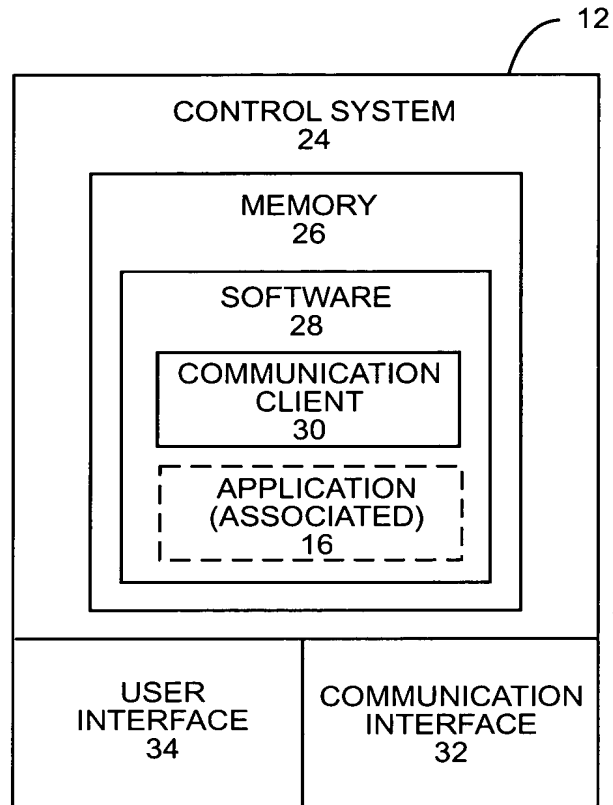 12
CONTROL SYSTEM
24
MEMORY
26
SOFTWARE
28
COMMUNICATION
CLIENT
30
APPLICATION
(ASSOCIATED)
16
USER
INTERFACE
34
COMMUNICATION
INTERFACE
32